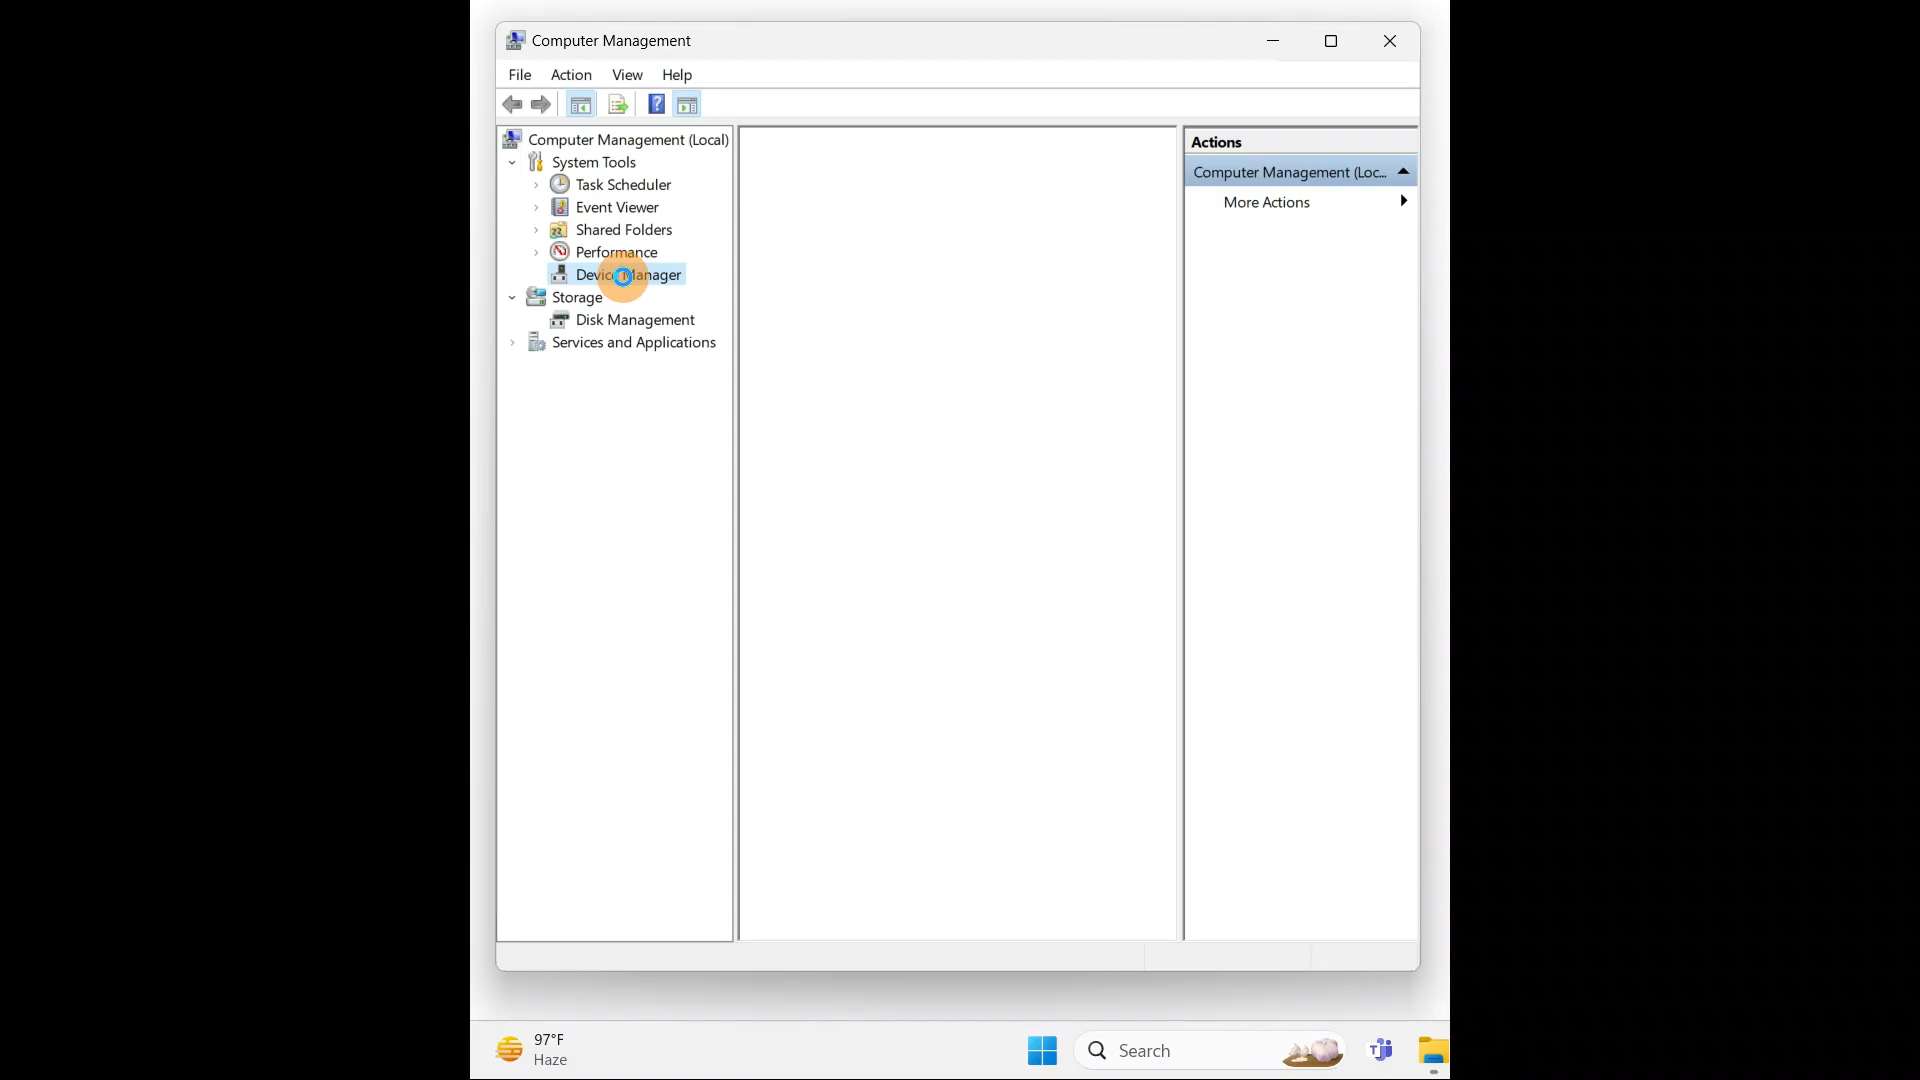 Computer Management
File Action View Help
Computer Management (Local)
System Tools
Task Scheduler
Event Viewer
Shared Folders
Performance
Device Manager
Storage
Disk Management
Services and Applications
Actions
Computer Management (Loc...
More Actions
97°F
Haze
Search